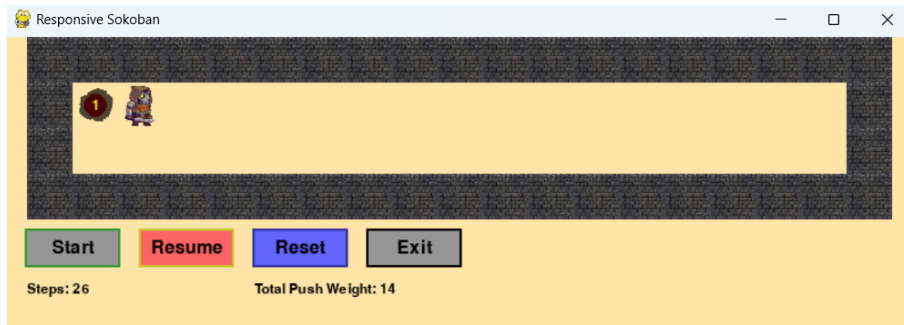 Responsive Sokoban
1
Start Resume Reset Exit
Steps: 26 Total Push Weight: 14